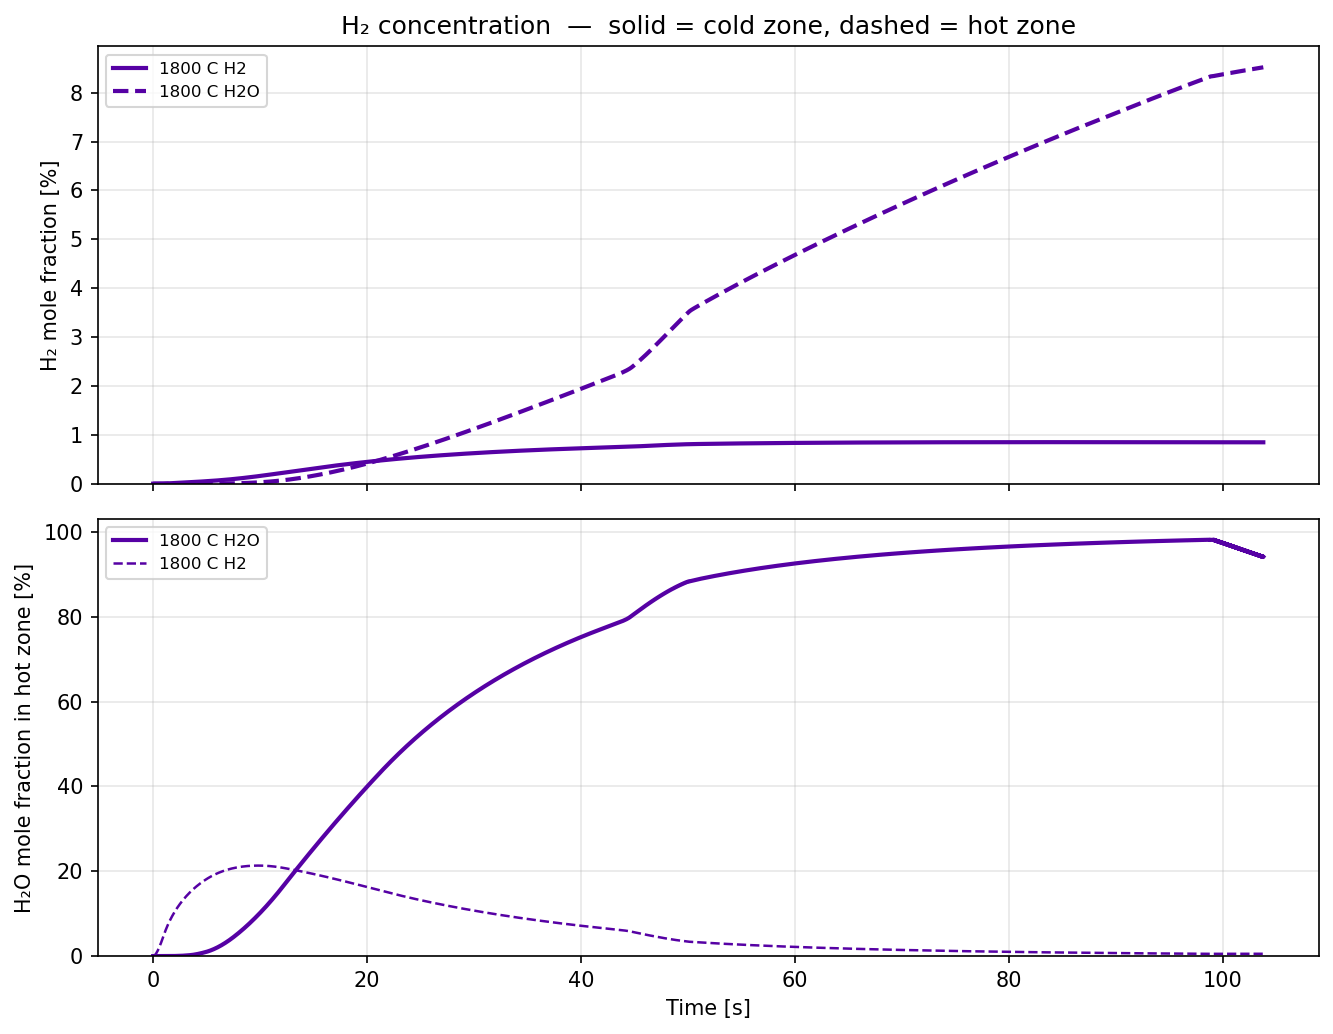 H₂ concentration — solid = cold zone, dashed = hot zone
1800 C H2
1800 C H2O
H₂ mole fraction [%]
8
7
6
5
4
3
2
1
0
1800 C H2O
1800 C H2
H₂O mole fraction in hot zone [%]
100
80
60
40
20
0
0 20 40 60 80 100
Time [s]